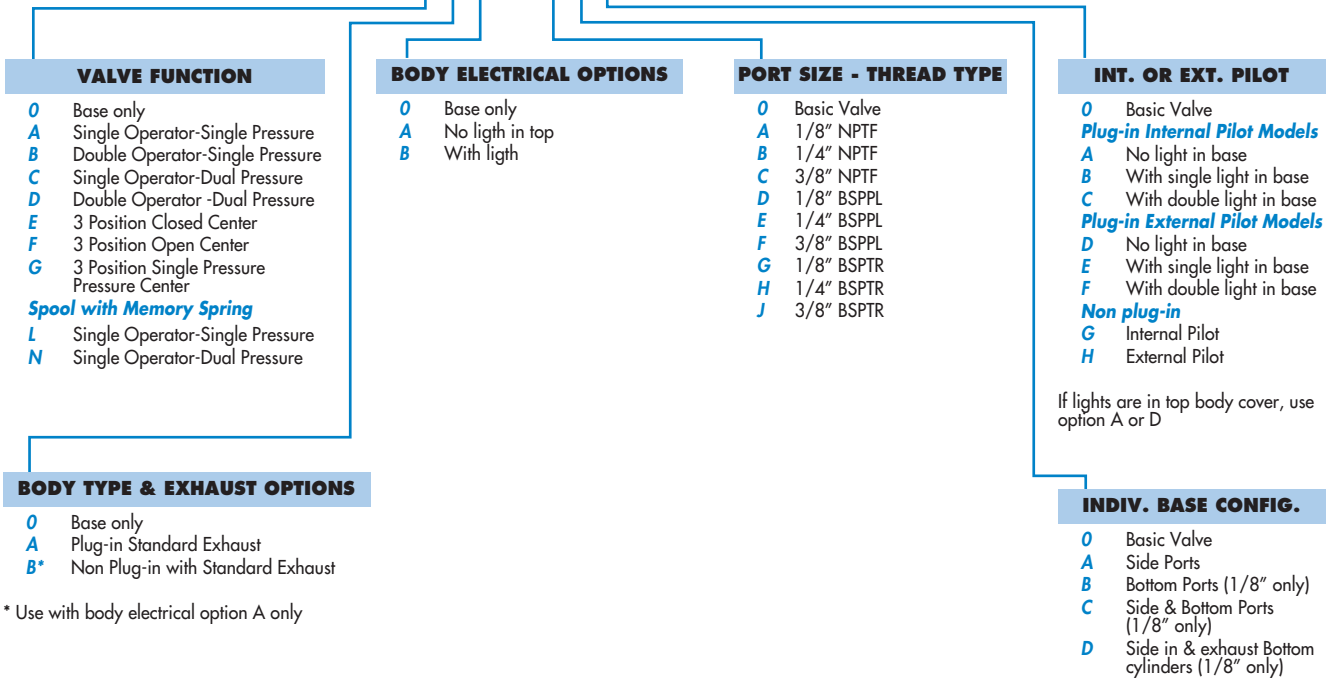 VALVE FUNCTION
0 Base only
A Single Operator-Single Pressure
B Double Operator-Single Pressure
C Single Operator-Dual Pressure
D Double Operator -Dual Pressure
E 3 Position Closed Center
F 3 Position Open Center
G 3 Position Single Pressure
Pressure Center
Spool with Memory Spring
L Single Operator-Single Pressure
N Single Operator-Dual Pressure
BODY ELECTRICAL OPTIONS
0 Base only
A No ligth in top
B With ligth
PORT SIZE - THREAD TYPE
0 Basic Valve
A 1/8" NPTF
B 1/4" NPTF
C 3/8" NPTF
D 1/8" BSPPL
E 1/4" BSPPL
F 3/8" BSPPL
G 1/8" BSPTR
H 1/4" BSPTR
J 3/8" BSPTR
INT. OR EXT. PILOT
0 Basic Valve
Plug-in Internal Pilot Models
A No light in base
B With single light in base
C With double light in base
Plug-in External Pilot Models
D No light in base
E With single light in base
F With double light in base
Non plug-in
G Internal Pilot
H External Pilot
If lights are in top body cover, use
option A or D
BODY TYPE & EXHAUST OPTIONS
0 Base only
A Plug-in Standard Exhaust
B* Non Plug-in with Standard Exhaust
* Use with body electrical option A only
INDIV. BASE CONFIG.
0 Basic Valve
A Side Ports
B Bottom Ports (1/8" only)
C Side & Bottom Ports
(1/8" only)
D Side in & exhaust Bottom
cylinders (1/8" only)